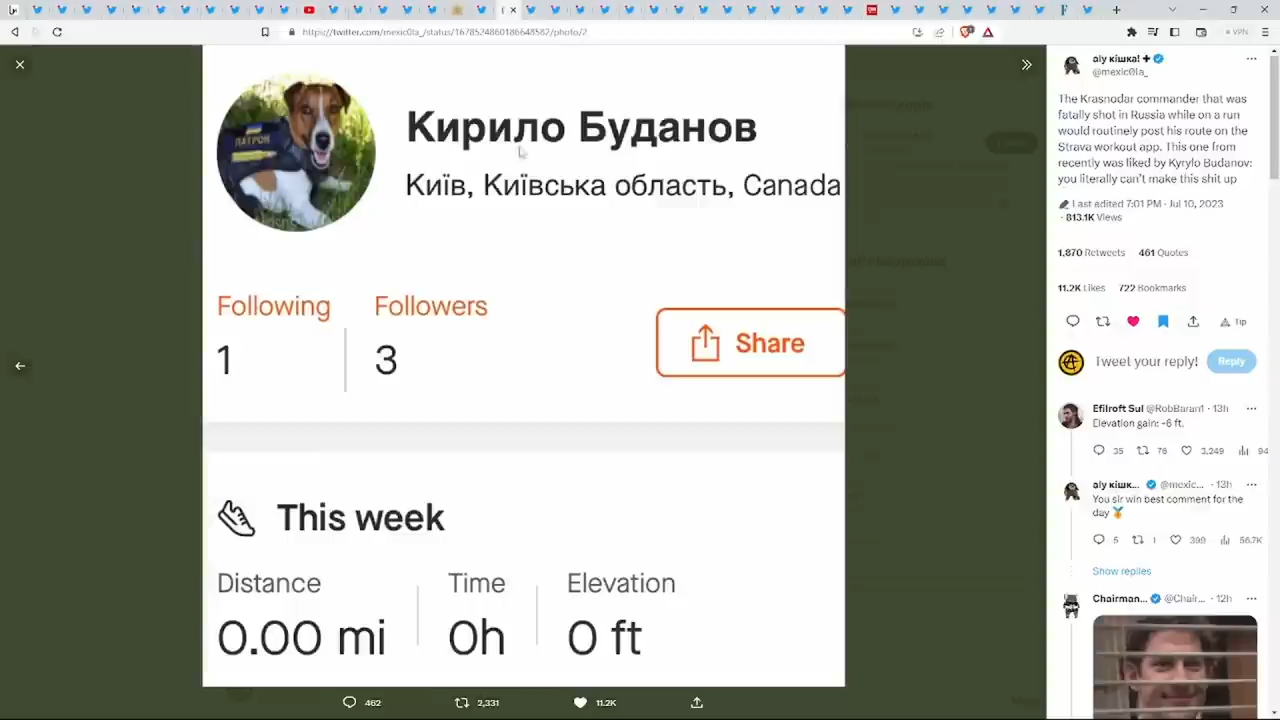 https://twitter.com/mexic0la_/status/1678524860186648582/photo/2
VPN
ПАТРОН
Кирило Буданов
Київ, Київська область, Canada
Following
Followers
1
3
Share
This week
Distance
Time
Elevation
0.00 mi
0h
0 ft
462
2,331
11.2K
aly кішка!
@mexic0la_
The Krasnodar commander that was
fatally shot in Russia while on a run
would routinely post his route on the
Strava workout app. This one from
recently was liked by Kyrylo Budanov:
you literally can't make this shit up
Last edited 7:01 PM · Jul 10, 2023
· 813.1K Views
1,870 Retweets 461 Quotes
11.2K Likes 722 Bookmarks
Tip
Tweet your reply!
Reply
Efilroft Sul @RobBaran1 · 13h
Elevation gain: -6 ft.
35 76 3,249 94
aly кішк... @mexic... · 13h
You sir win best comment for the
day
5 1 399 56.7K
Show replies
Chairman... @Chair... · 12h